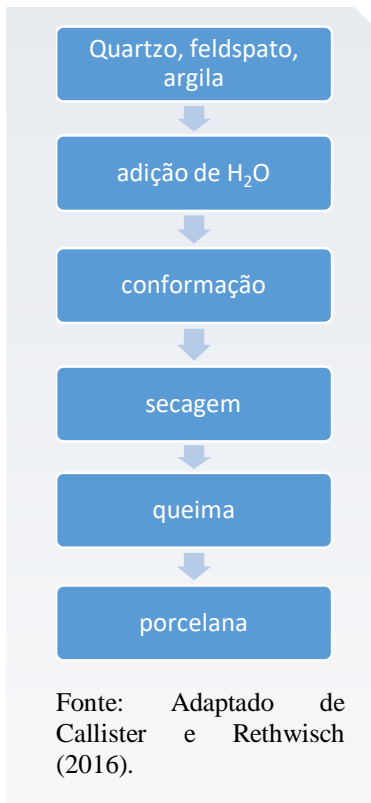 Quartzo, feldspato,
argila
adição de H₂O
conformação
secagem
queima
porcelana
Fonte: Adaptado de
Callister e Rethwisch
(2016).